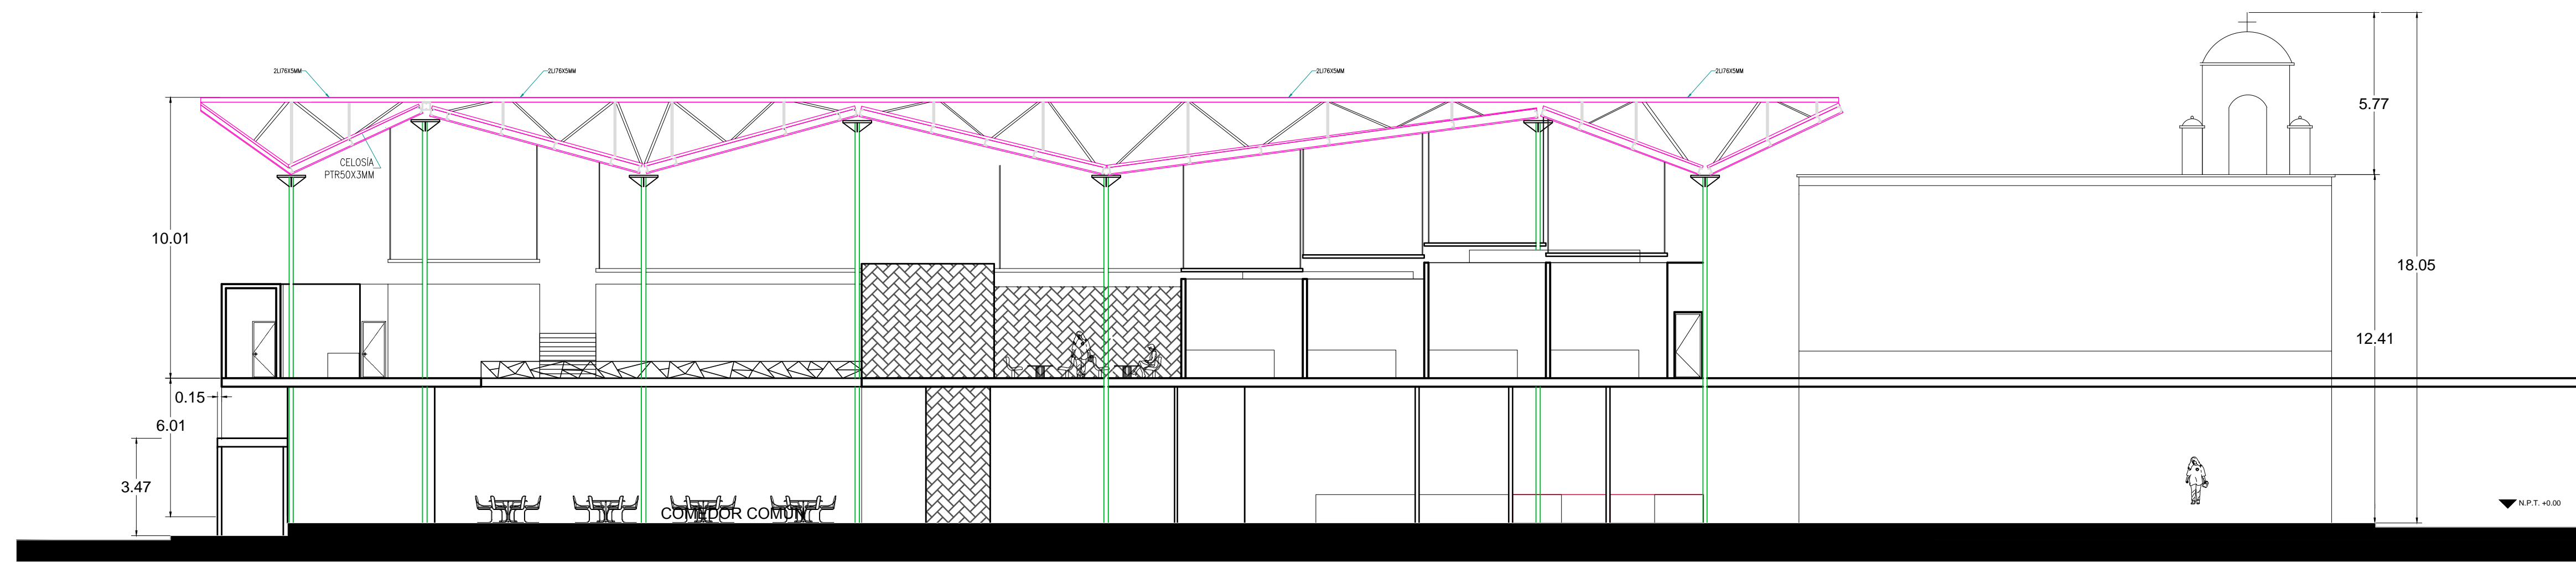 2LI76X5MM
2LI76X5MM
2LI76X5MM
2LI76X5MM
5.77
CELOSÍA
PTR50X3MM
10.01
18.05
12.41
0.15
6.01
3.47
COMEDOR COMUN
N.P.T. +0.00